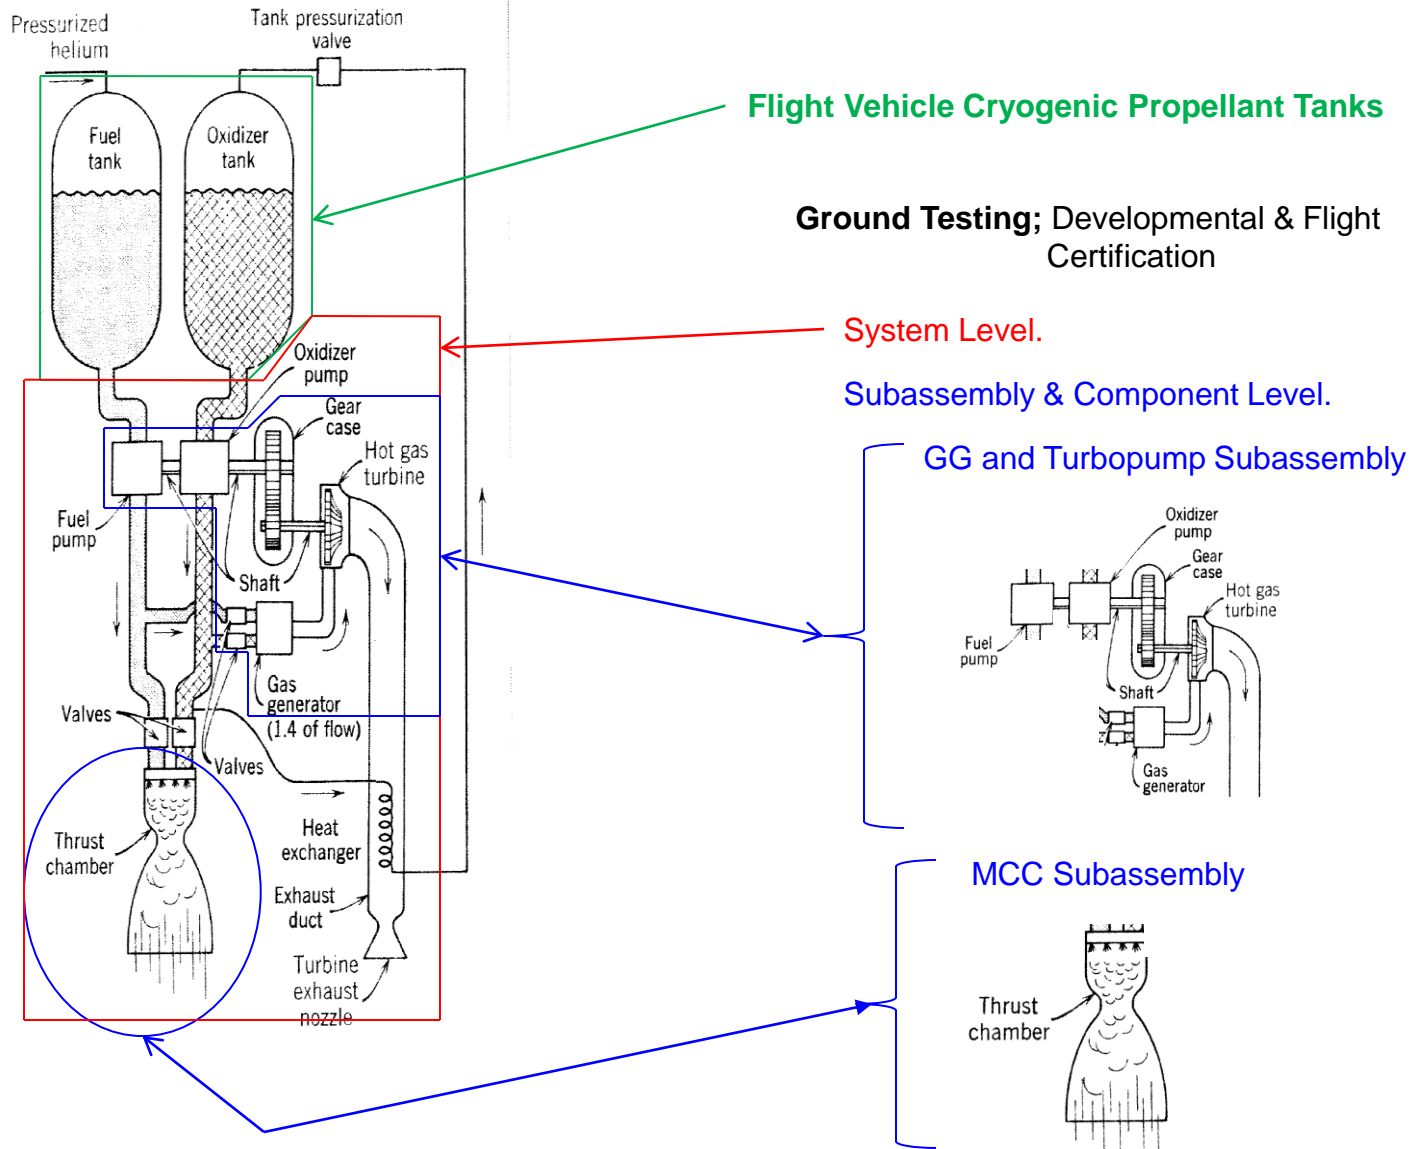 Pressurized
helium
Tank pressurization
valve
Fuel
tank
Oxidizer
tank
Flight Vehicle Cryogenic Propellant Tanks
Ground Testing; Developmental & Flight
Certification
System Level.
Subassembly & Component Level.
GG and Turbopump Subassembly
Oxidizer
pump
Gear
case
Hot gas
turbine
Fuel
pump
Shaft
Gas
generator
(1.4 of flow)
Valves
Valves
Thrust
chamber
Heat
exchanger
Exhaust
duct
Turbine
exhaust
nozzle
Oxidizer
pump
Gear
case
Hot gas
turbine
Fuel
pump
Shaft
Gas
generator
MCC Subassembly
Thrust
chamber